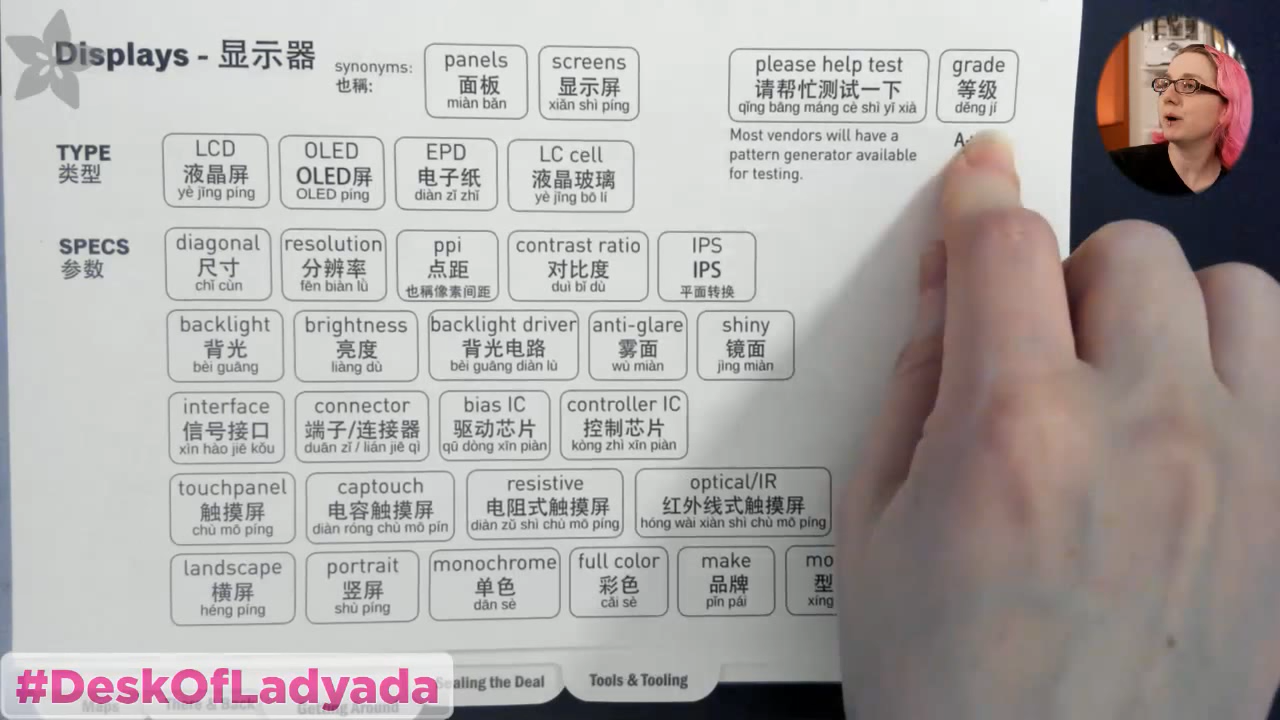 Displays - 显示器
synonyms:
也稱:
panels
面板
miàn bǎn
screens
显示屏
xiǎn shì píng
please help test
请帮忙测试一下
qǐng bāng máng cè shì yī xià
grade
等级
děng jí
Most vendors will have a
pattern generator available
for testing.
TYPE
类型
LCD
液晶屏
yè jīng píng
OLED
OLED屏
OLED píng
EPD
电子纸
diàn zǐ zhǐ
LC cell
液晶玻璃
yè jīng bō lí
SPECS
参数
diagonal
尺寸
chǐ cùn
resolution
分辨率
fēn biàn lǜ
ppi
点距
也稱像素间距
contrast ratio
对比度
duì bǐ dù
IPS
IPS
平面转换
backlight
背光
bèi guāng
brightness
亮度
liàng dù
backlight driver
背光电路
bèi guāng diàn lù
anti-glare
雾面
wù miàn
shiny
镜面
jìng miàn
interface
信号接口
xìn hào jiē kǒu
connector
端子/连接器
duān zǐ / lián jiē qì
bias IC
驱动芯片
qū dòng xīn piàn
controller IC
控制芯片
kòng zhì xīn piàn
touchpanel
触摸屏
chù mō píng
captouch
电容触摸屏
diàn róng chù mō pín
resistive
电阻式触摸屏
diàn zǔ shì chù mō píng
optical/IR
红外线式触摸屏
hóng wài xiàn shì chù mō píng
landscape
横屏
héng píng
portrait
竖屏
shù píng
monochrome
单色
dān sè
full color
彩色
cǎi sè
make
品牌
pǐn pái
mo
型
xíng
Sealing the Deal
Tools & Tooling
#DeskOfLadyada
Maps
There & Back
Getting Around